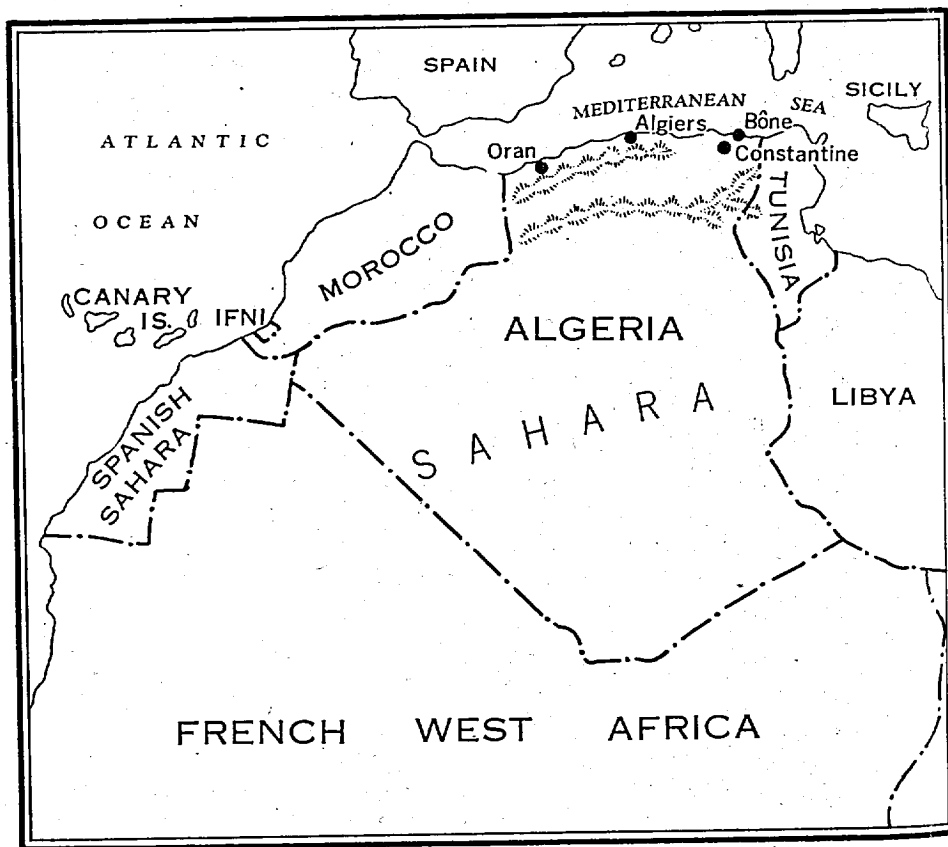 SPAIN
MEDITERRANEAN SEA
SICILY
ATLANTIC
OCEAN
Algiers
Bône
Oran
Constantine
TUNISIA
MOROCCO
CANARY
IS.
IFNI
ALGERIA
LIBYA
SAHARA
SPANISH
SAHARA
FRENCH WEST AFRICA